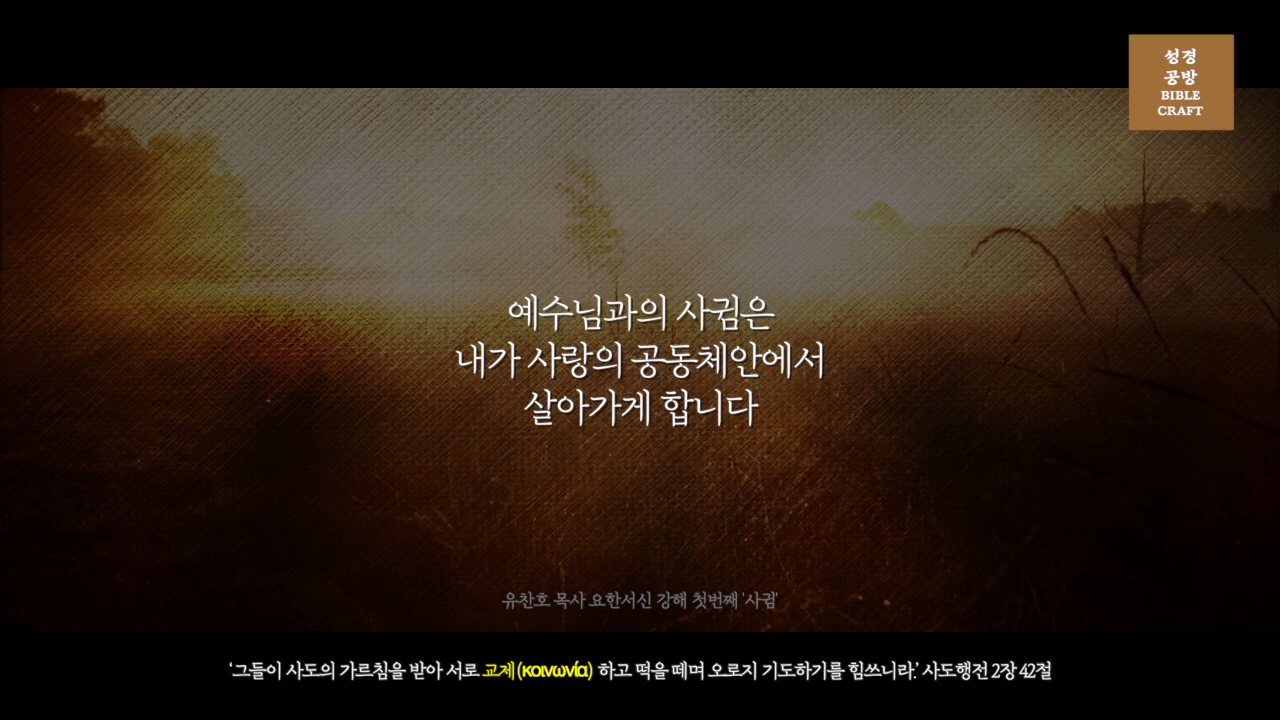 성경
공방
BIBLE
CRAFT
예수님과의 사귐은
내가 사랑의 공동체안에서
살아가게 합니다
유찬호 목사 요한서신 강해 첫번째 '사귐'
‘그들이 사도의 가르침을 받아 서로 교제(κοινωνία) 하고 떡을 떼며 오로지 기도하기를 힘쓰니라.’ 사도행전 2장 42절